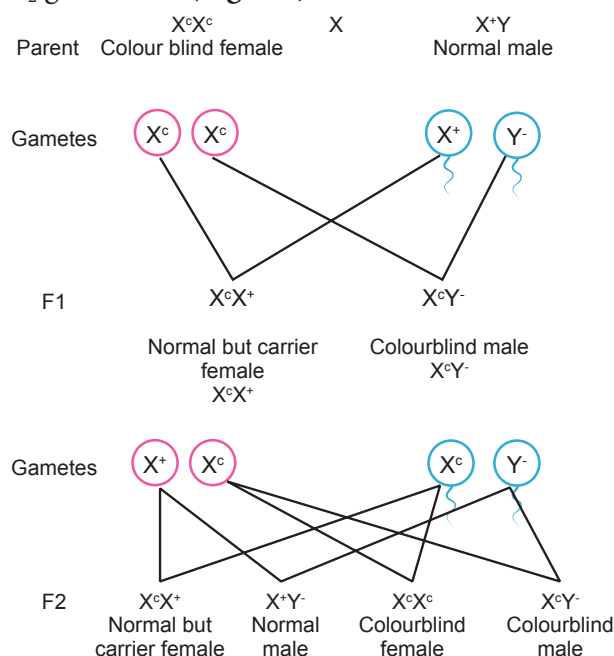 XᶜXᶜ X X⁺Y
Parent Colour blind female Normal male
Gametes Xᶜ Xᶜ X⁺ Y⁻
F1 XᶜX⁺ XᶜY⁻
Normal but carrier Colourblind male
female XᶜY⁻
XᶜX⁺
Gametes X⁺ Xᶜ Xᶜ Y⁻
F2 XᶜX⁺ X⁺Y⁻ XᶜXᶜ XᶜY⁻
Normal but Normal Colourblind Colourblind
carrier female male female male